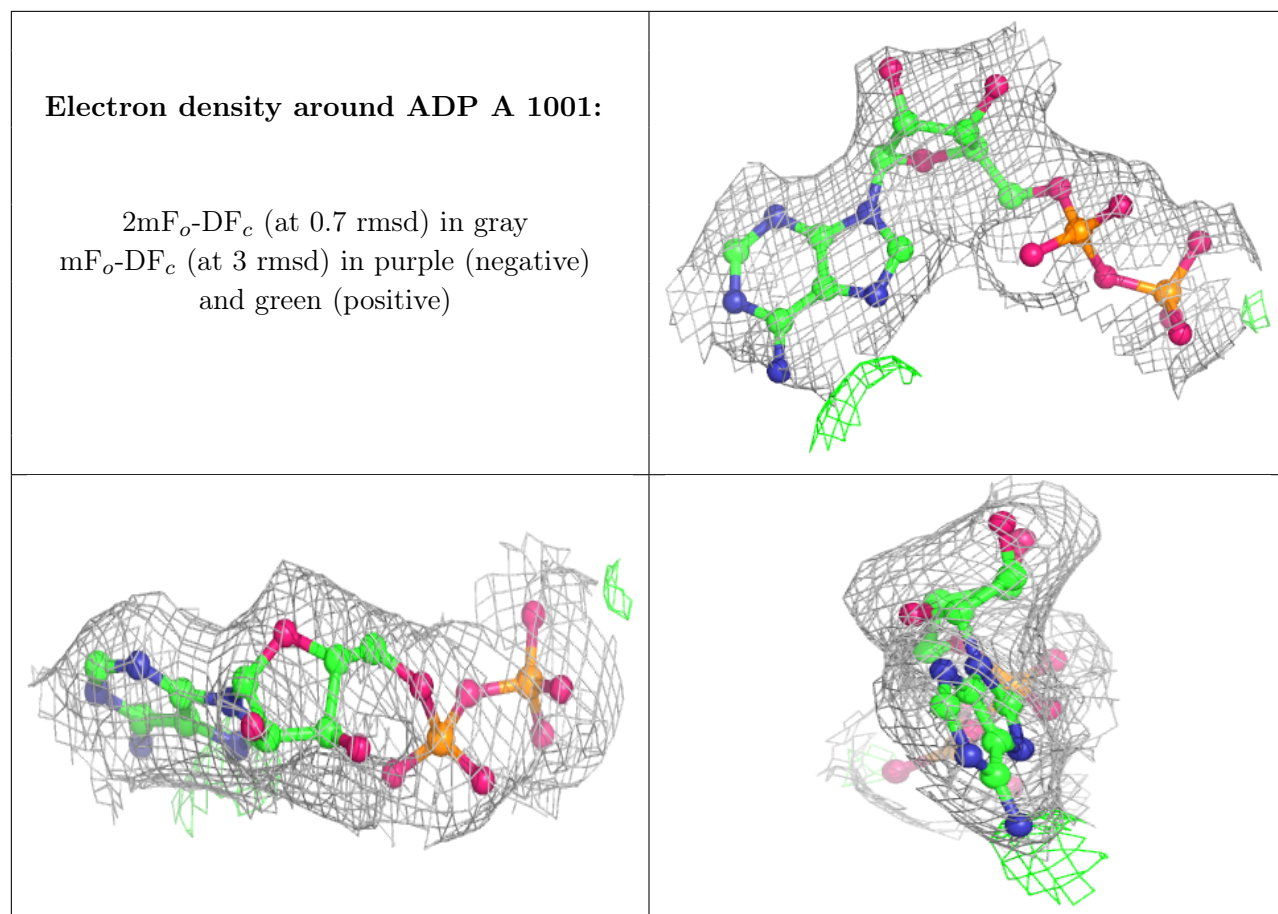 Electron density around ADP A 1001:
2mFo-DFc (at 0.7 rmsd) in gray
mFo-DFc (at 3 rmsd) in purple (negative)
and green (positive)